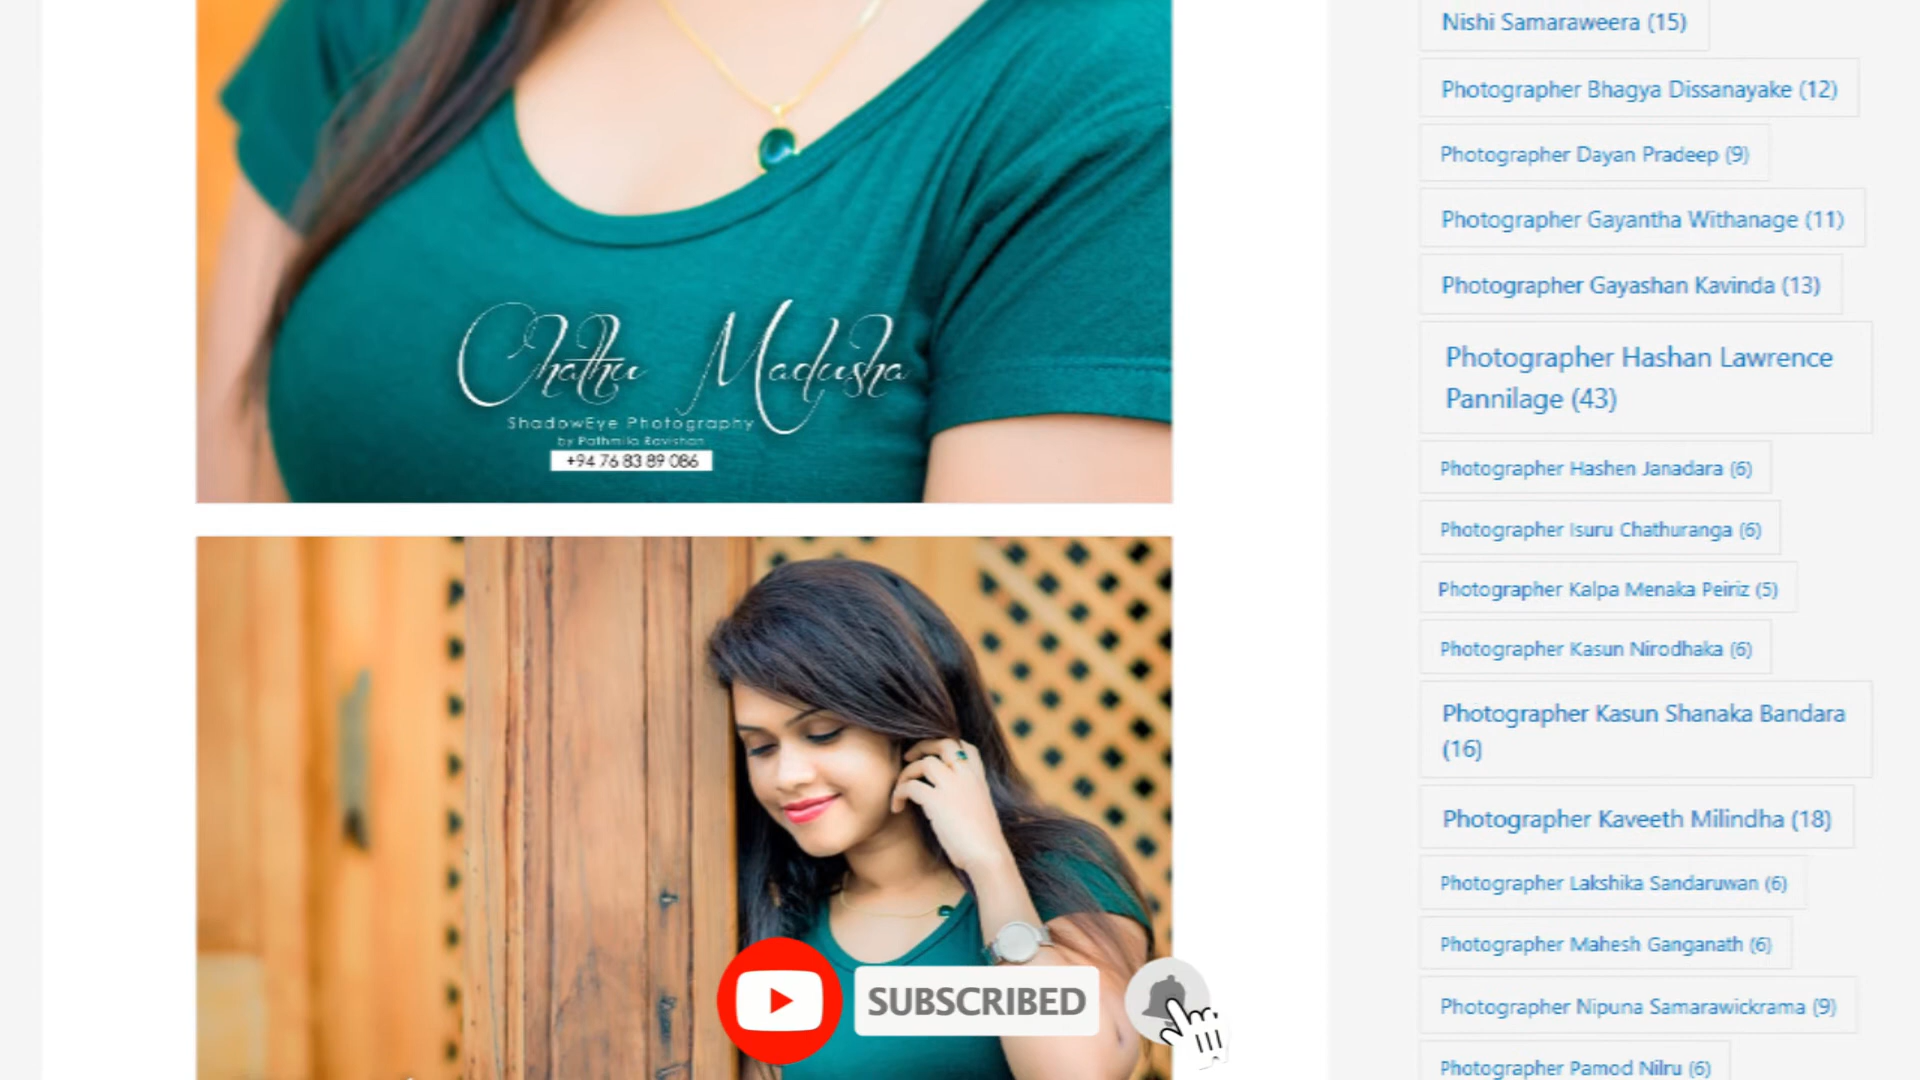 Chathu Madusha
ShadowEye Photography
by Pathmila Ravishan
+94 76 83 89 086
SUBSCRIBED
Nishi Samaraweera (15)
Photographer Bhagya Dissanayake (12)
Photographer Dayan Pradeep (9)
Photographer Gayantha Withanage (11)
Photographer Gayashan Kavinda (13)
Photographer Hashan Lawrence
Pannilage (43)
Photographer Hashen Janadara (6)
Photographer Isuru Chathuranga (6)
Photographer Kalpa Menaka Peiriz (5)
Photographer Kasun Nirodhaka (6)
Photographer Kasun Shanaka Bandara
(16)
Photographer Kaveeth Milindha (18)
Photographer Lakshika Sandaruwan (6)
Photographer Mahesh Ganganath (6)
Photographer Nipuna Samarawickrama (9)
Photographer Pamod Nilru (6)